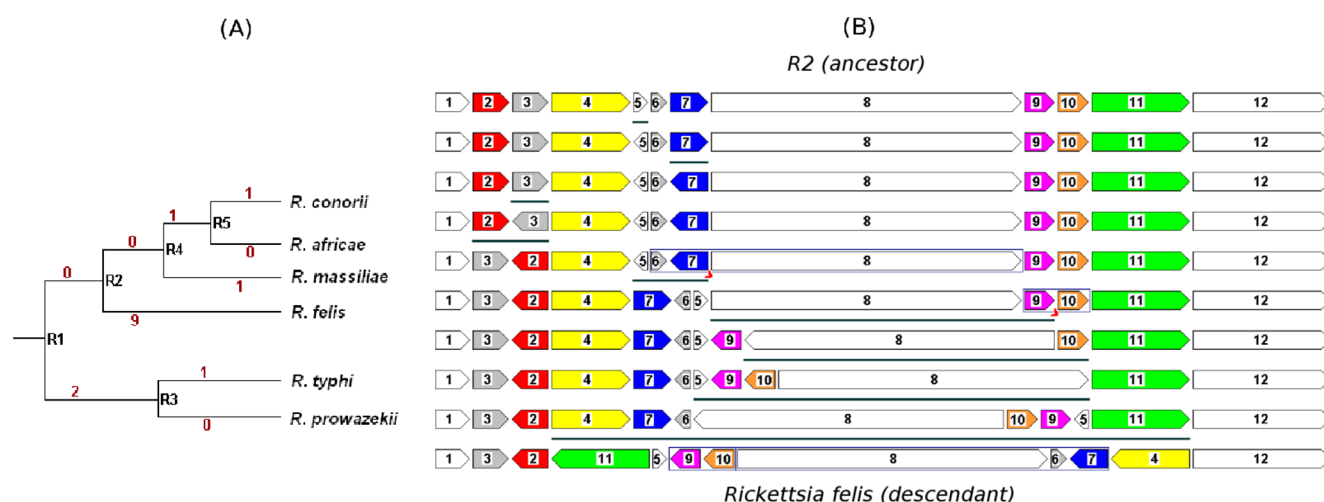 (A)
(B)
R2 (ancestor)
1 2 3 4 5 6 7 8 9 10 11 12
1 2 3 4 5 6 7 8 9 10 11 12
1 2 3 4 5 6 7 8 9 10 11 12
1 2 3 4 5 6 7 8 9 10 11 12
1 3 2 4 5 6 7 8 9 10 11 12
1 3 2 4 7 6 5 8 9 10 11 12
1 3 2 4 7 6 5 9 8 10 11 12
1 3 2 4 7 6 5 9 10 8 11 12
1 3 2 4 7 6 8 10 9 5 11 12
1 3 2 11 5 9 10 8 6 7 4 12
Rickettsia felis (descendant)
1
R. conorii
1
R5
0
R4
R. africae
0
0
R2
R. massiliae
1
R. felis
9
R1
1
R. typhi
2
R3
R. prowazekii
0